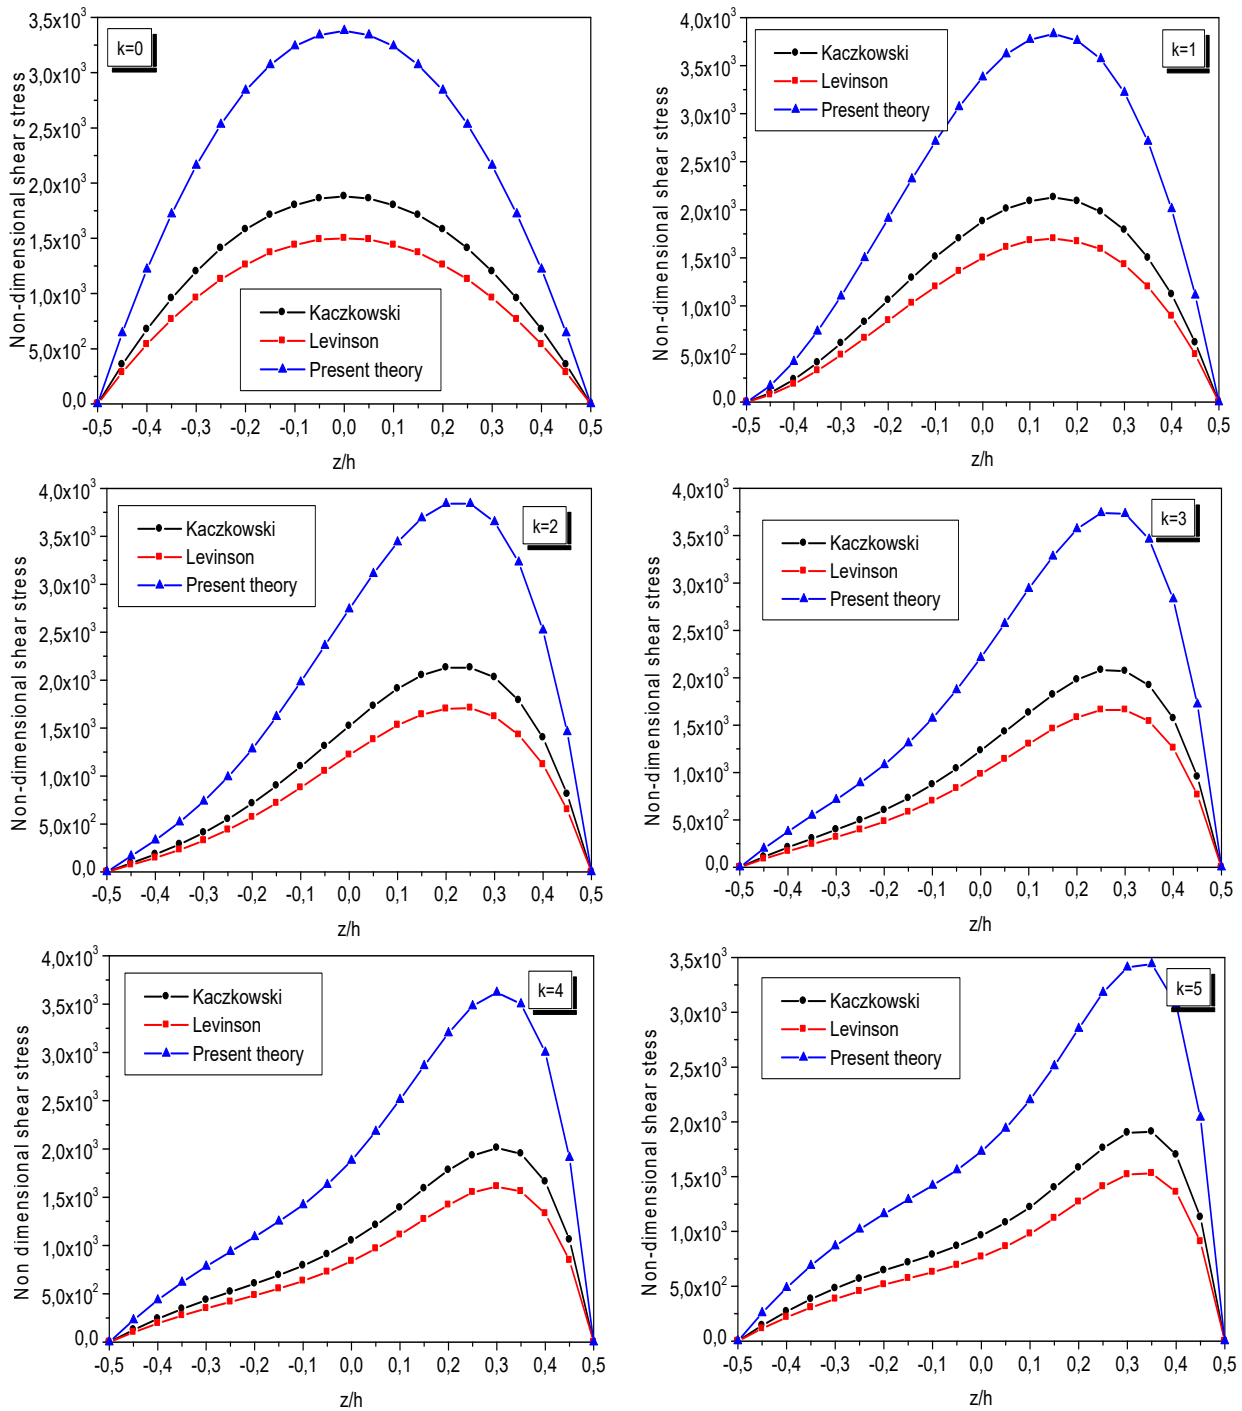 k=0
Non-dimensional shear stress
3,5x10³
3,0x10³
2,5x10³
2,0x10³
1,5x10³
1,0x10³
5,0x10²
0,0
Kaczkowski
Levinson
Present theory
-0,5 -0,4 -0,3 -0,2 -0,1 0,0 0,1 0,2 0,3 0,4 0,5
z/h
k=1
Non-dimensional shear stress
4,0x10³
3,5x10³
3,0x10³
2,5x10³
2,0x10³
1,5x10³
1,0x10³
5,0x10²
0,0
Kaczkowski
Levinson
Present theory
-0,5 -0,4 -0,3 -0,2 -0,1 0,0 0,1 0,2 0,3 0,4 0,5
z/h
k=2
Non-dimensional shear stress
4,0x10³
3,5x10³
3,0x10³
2,5x10³
2,0x10³
1,5x10³
1,0x10³
5,0x10²
0,0
Kaczkowski
Levinson
Present theory
-0,5 -0,4 -0,3 -0,2 -0,1 0,0 0,1 0,2 0,3 0,4 0,5
z/h
k=3
Non-dimensional shear stress
4,0x10³
3,5x10³
3,0x10³
2,5x10³
2,0x10³
1,5x10³
1,0x10³
5,0x10²
0,0
Kaczkowski
Levinson
Present theory
-0,5 -0,4 -0,3 -0,2 -0,1 0,0 0,1 0,2 0,3 0,4 0,5
z/h
k=4
Non dimensional shear stress
4,0x10³
3,5x10³
3,0x10³
2,5x10³
2,0x10³
1,5x10³
1,0x10³
5,0x10²
0,0
Kaczkowski
Levinson
Present theory
-0,5 -0,4 -0,3 -0,2 -0,1 0,0 0,1 0,2 0,3 0,4 0,5
z/h
k=5
Non-dimensional shear stess
3,5x10³
3,0x10³
2,5x10³
2,0x10³
1,5x10³
1,0x10³
5,0x10²
0,0
Kaczkowski
Levinson
Present theory
-0,5 -0,4 -0,3 -0,2 -0,1 0,0 0,1 0,2 0,3 0,4 0,5
z/h